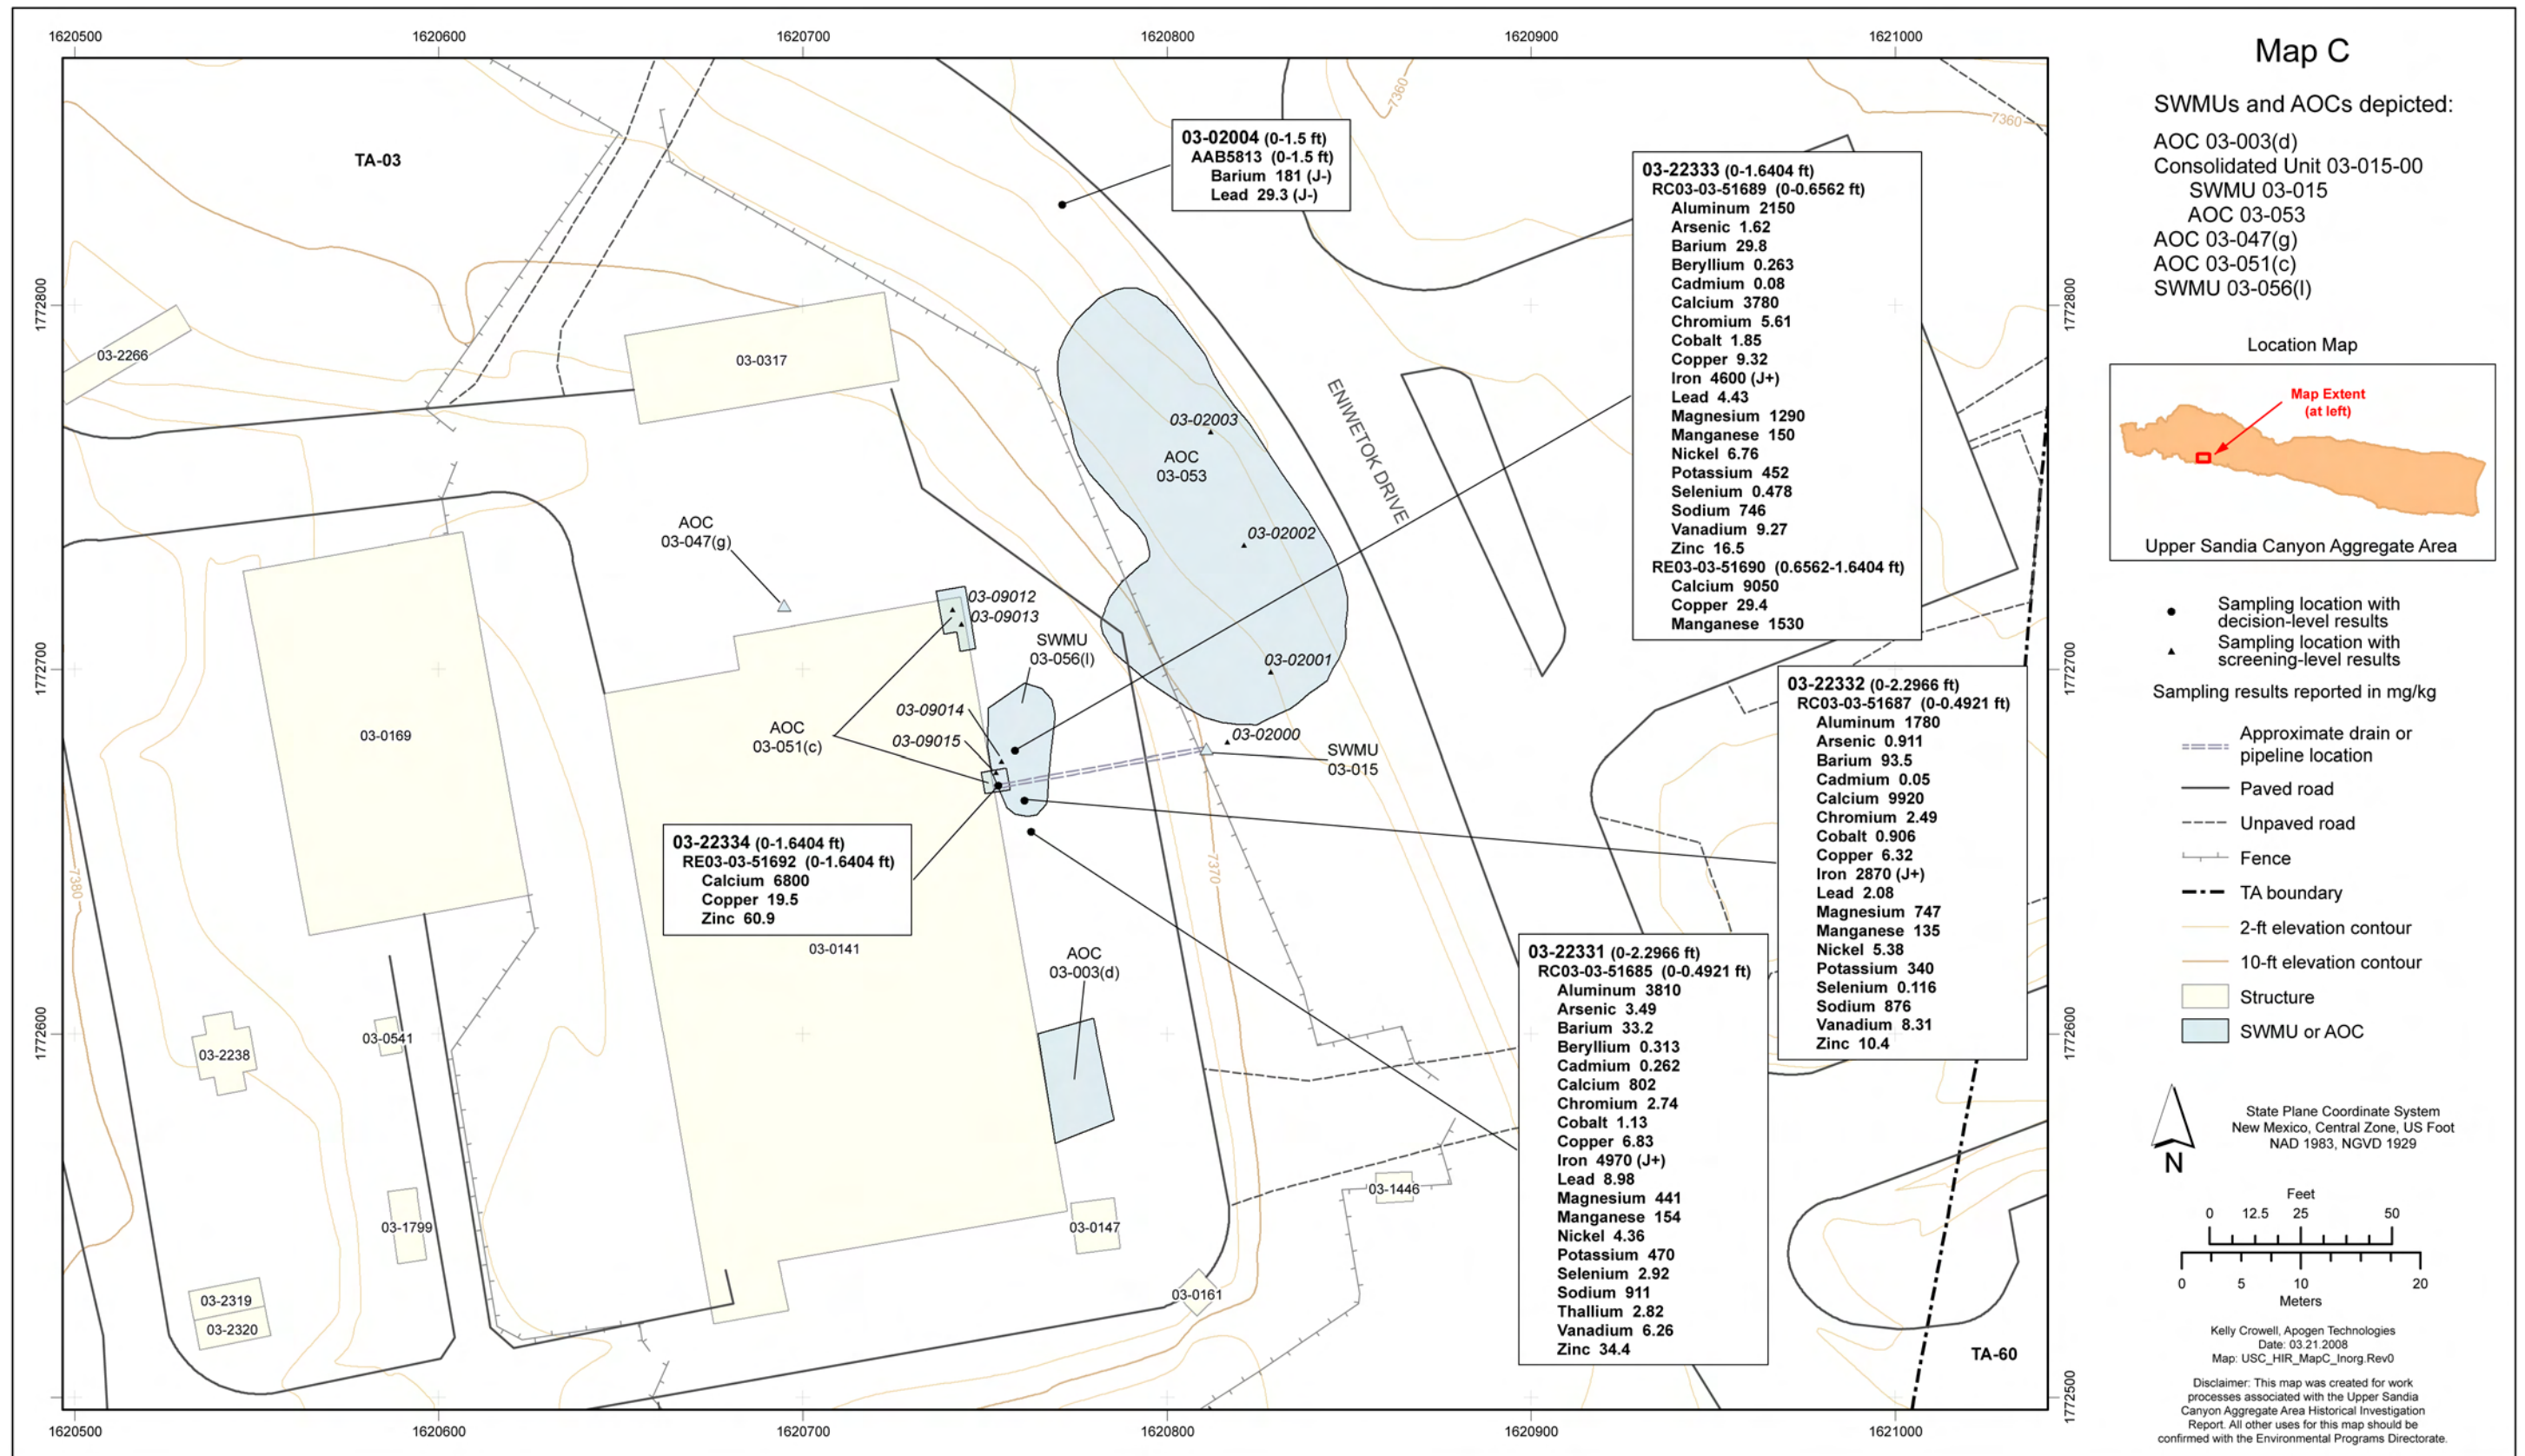 1620500
1620600
1620700
1620800
1620900
1621000
1772800
1772700
1772600
1772500
TA-03
7360
7360
03-02004 (0-1.5 ft)
AAB5813 (0-1.5 ft)
Barium 181 (J-)
Lead 29.3 (J-)
03-22333 (0-1.6404 ft)
RC03-03-51689 (0-0.6562 ft)
Aluminum 2150
Arsenic 1.62
Barium 29.8
Beryllium 0.263
Cadmium 0.08
Calcium 3780
Chromium 5.61
Cobalt 1.85
Copper 9.32
Iron 4600 (J+)
Lead 4.43
Magnesium 1290
Manganese 150
Nickel 6.76
Potassium 452
Selenium 0.478
Sodium 746
Vanadium 9.27
Zinc 16.5
RE03-03-51690 (0.6562-1.6404 ft)
Calcium 9050
Copper 29.4
Manganese 1530
03-2266
03-0317
ENIWETOK DRIVE
03-02003
AOC
03-053
03-02002
AOC
03-047(g)
03-09012
03-09013
SWMU
03-056(l)
03-02001
03-0169
03-09014
AOC
03-051(c)
03-09015
03-02000
SWMU
03-015
03-22332 (0-2.2966 ft)
RC03-03-51687 (0-0.4921 ft)
Aluminum 1780
Arsenic 0.911
Barium 93.5
Cadmium 0.05
Calcium 9920
Chromium 2.49
Cobalt 0.906
Copper 6.32
Iron 2870 (J+)
Lead 2.08
Magnesium 747
Manganese 135
Nickel 5.38
Potassium 340
Selenium 0.116
Sodium 876
Vanadium 8.31
Zinc 10.4
03-22334 (0-1.6404 ft)
RE03-03-51692 (0-1.6404 ft)
Calcium 6800
Copper 19.5
Zinc 60.9
7380
7370
03-0141
AOC
03-003(d)
03-22331 (0-2.2966 ft)
RC03-03-51685 (0-0.4921 ft)
Aluminum 3810
Arsenic 3.49
Barium 33.2
Beryllium 0.313
Cadmium 0.262
Calcium 802
Chromium 2.74
Cobalt 1.13
Copper 6.83
Iron 4970 (J+)
Lead 8.98
Magnesium 441
Manganese 154
Nickel 4.36
Potassium 470
Selenium 2.92
Sodium 911
Thallium 2.82
Vanadium 6.26
Zinc 34.4
03-2238
03-0541
03-1799
03-1446
03-0147
03-0161
03-2319
03-2320
TA-60
1772800
1772700
1772600
1772500
1620500
1620600
1620700
1620800
1620900
1621000
Map C
SWMUs and AOCs depicted:
AOC 03-003(d)
Consolidated Unit 03-015-00
SWMU 03-015
AOC 03-053
AOC 03-047(g)
AOC 03-051(c)
SWMU 03-056(l)
Location Map
Map Extent
(at left)
Upper Sandia Canyon Aggregate Area
Sampling location with
decision-level results
Sampling location with
screening-level results
Sampling results reported in mg/kg
Approximate drain or
pipeline location
Paved road
Unpaved road
Fence
TA boundary
2-ft elevation contour
10-ft elevation contour
Structure
SWMU or AOC
N
State Plane Coordinate System
New Mexico, Central Zone, US Foot
NAD 1983, NGVD 1929
Feet
0 12.5 25 50
0 5 10 20
Meters
Kelly Crowell, Apogen Technologies
Date: 03.21.2008
Map: USC_HIR_MapC_Inorg.Rev0
Disclaimer: This map was created for work
processes associated with the Upper Sandia
Canyon Aggregate Area Historical Investigation
Report. All other uses for this map should be
confirmed with the Environmental Programs Directorate.